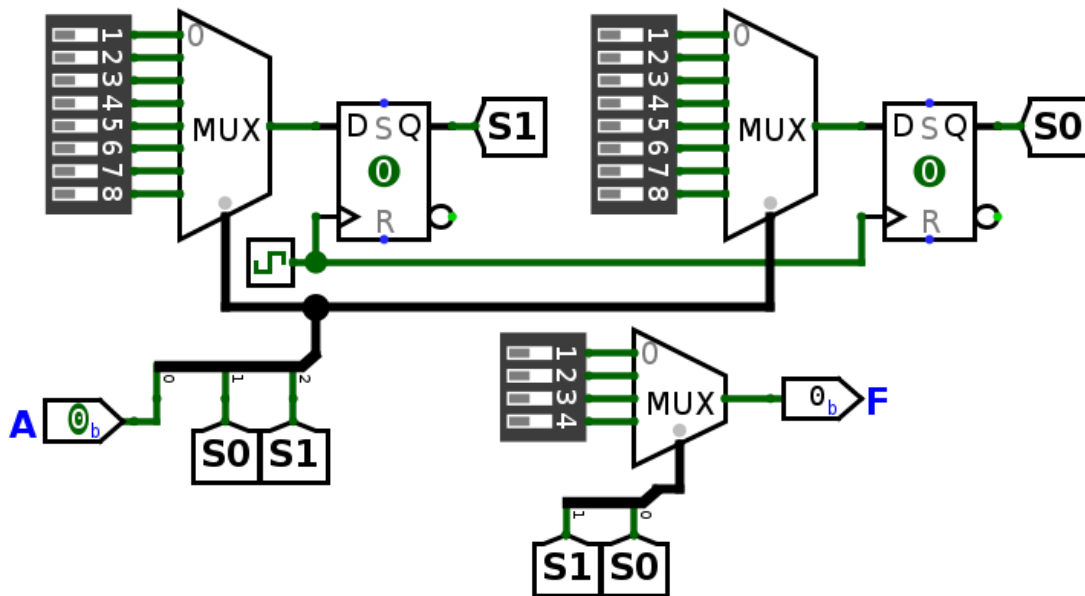 1 0 1 0
2 2
3 3
4 4
5 MUX D S Q S1 5 MUX D S Q S0
6 0 6 0
7 7
8 R 8 R
1 0
2
0 1 2 3 MUX 0b F
A 0b 4
S0 S1
1 0
S1 S0